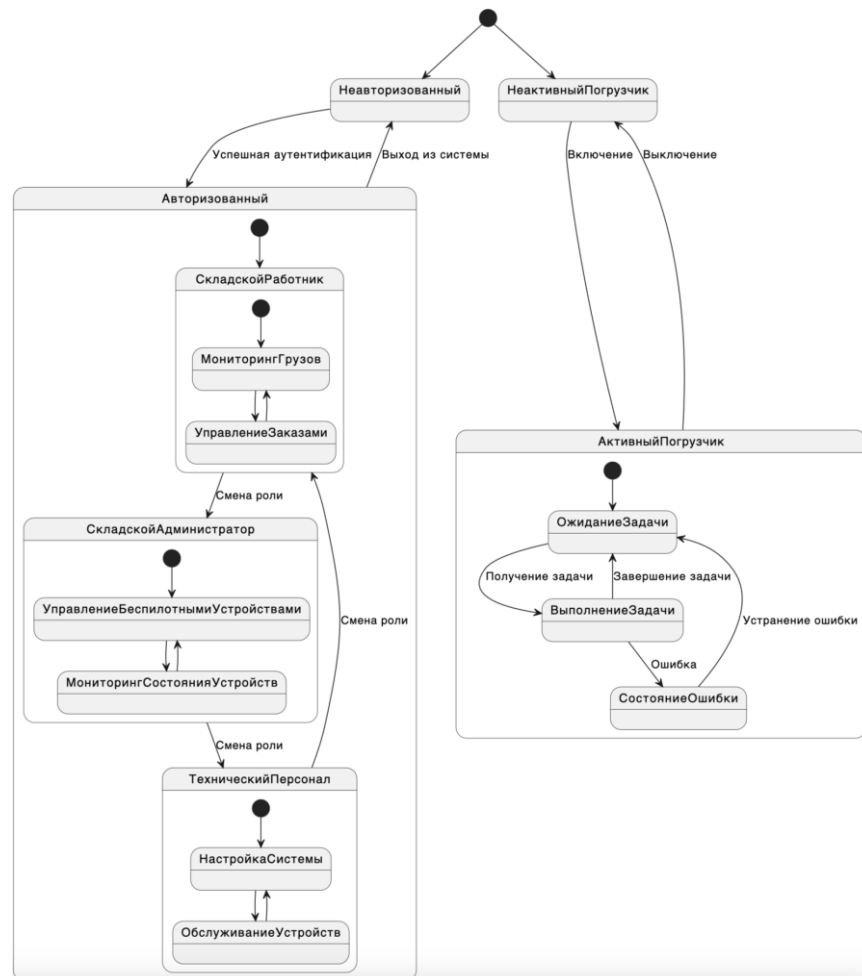 Неавторизованный
НеактивныйПогрузчик
Успешная аутентификация
Выход из системы
Включение
Выключение
Авторизованный
СкладскойРаботник
МониторингГрузов
УправлениеЗаказами
Смена роли
СкладскойАдминистратор
УправлениеБеспилотнымиУстройствами
МониторингСостоянияУстройств
Смена роли
Смена роли
ТехническийПерсонал
НастройкаСистемы
ОбслуживаниеУстройств
АктивныйПогрузчик
ОжиданиеЗадачи
Получение задачи
Завершение задачи
ВыполнениеЗадачи
Устранение ошибки
Ошибка
СостояниеОшибки